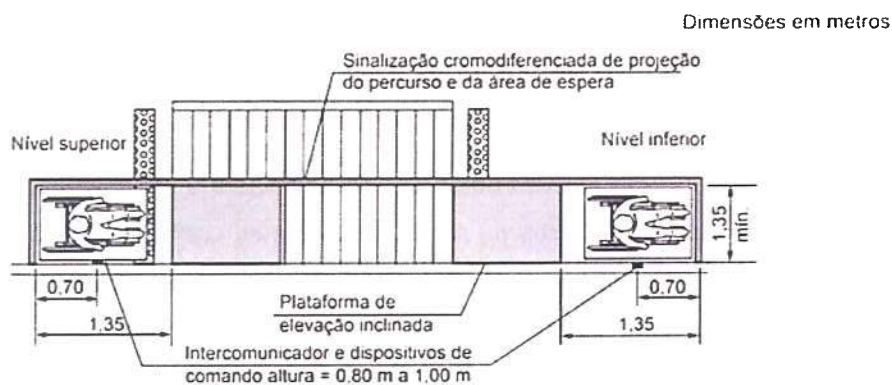 Dimensões em metros
Sinalização cromodiferenciada de projeção
do percurso e da área de espera
Nível superior
Nível inferior
1,35
mín.
0,70
0,70
1,35
1,35
Plataforma de
elevação inclinada
Intercomunicador e dispositivos de
comando altura = 0,80 m a 1,00 m